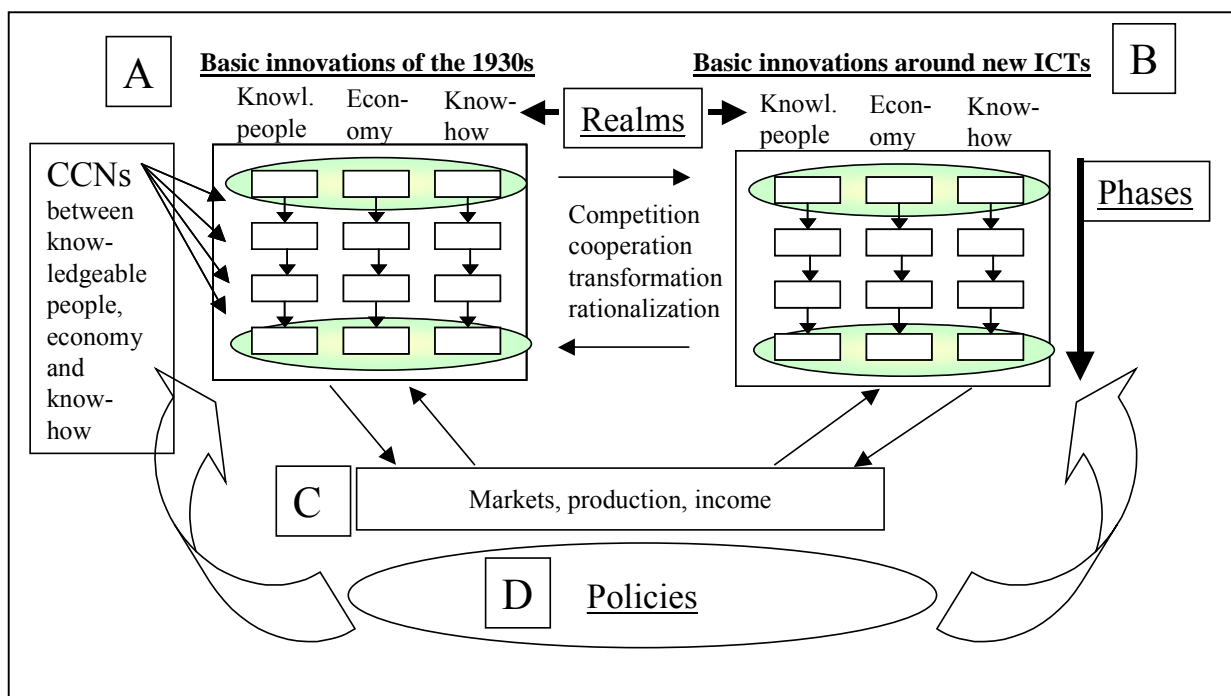 A
Basic innovations of the 1930s
Basic innovations around new ICTs
B
Knowl.
people
Econ-
omy
Know-
how
Realms
Knowl.
people
Econ-
omy
Know-
how
CCNs
between
know-
ledgeable
people,
economy
and
know-
how
Competition
cooperation
transformation
rationalization
Phases
C
Markets, production, income
D
Policies